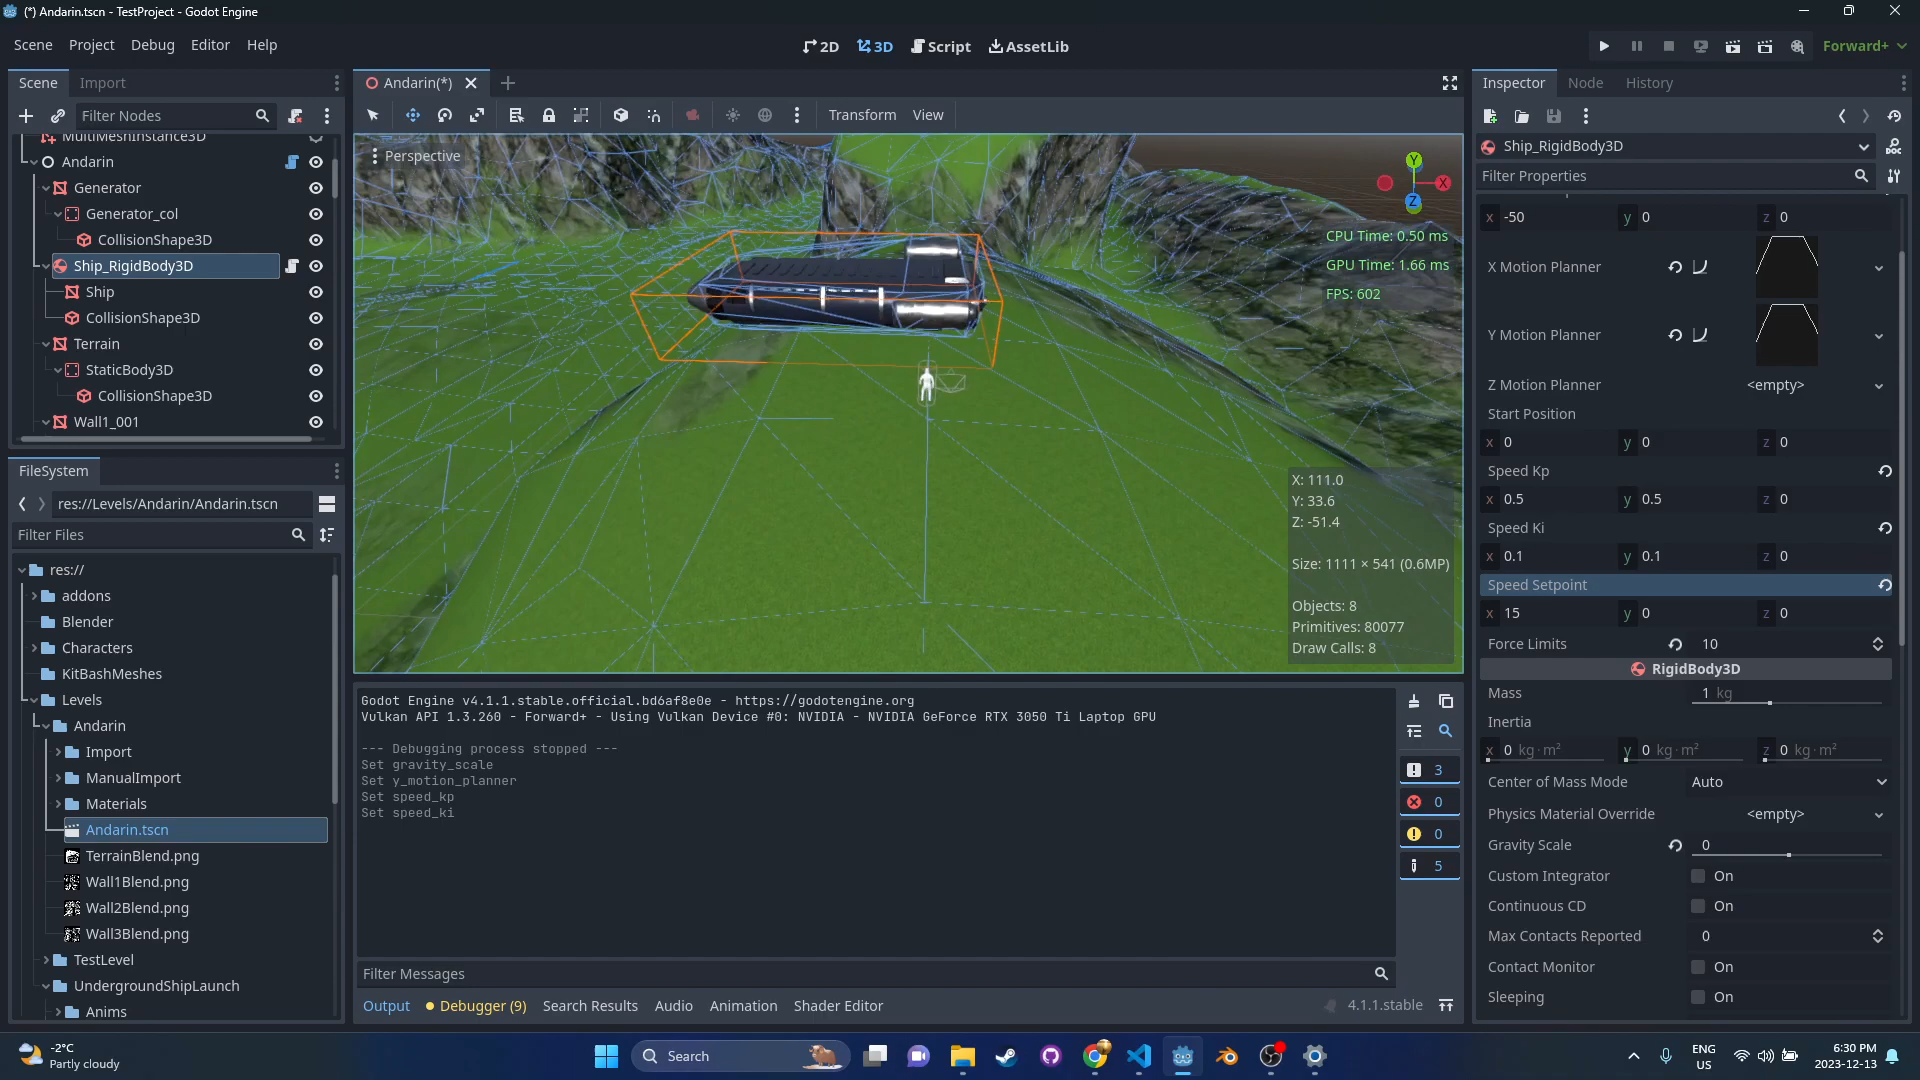 (*) Andarin.tscn - TestProject - Godot Engine
Scene Project Debug Editor Help
2D 3D Script AssetLib
Forward+
Scene Import
Filter Nodes
MultiMeshInstance3D
Andarin
Generator
Generator_col
CollisionShape3D
Ship_RigidBody3D
Ship
CollisionShape3D
Terrain
StaticBody3D
CollisionShape3D
Wall1_001
FileSystem
res://Levels/Andarin/Andarin.tscn
Filter Files
res://
addons
Blender
Characters
KitBashMeshes
Levels
Andarin
Import
ManualImport
Materials
Andarin.tscn
TerrainBlend.png
Wall1Blend.png
Wall2Blend.png
Wall3Blend.png
TestLevel
UndergroundShipLaunch
Anims
Andarin(*)
Transform View
Perspective
Y
X
Z
CPU Time: 0.50 ms
GPU Time: 1.66 ms
FPS: 602
X: 111.0
Y: 33.6
Z: -51.4
Size: 1111 × 541 (0.6MP)
Objects: 8
Primitives: 80077
Draw Calls: 8
Godot Engine v4.1.1.stable.official.bd6af8e0e - https://godotengine.org
Vulkan API 1.3.260 - Forward+ - Using Vulkan Device #0: NVIDIA - NVIDIA GeForce RTX 3050 Ti Laptop GPU
--- Debugging process stopped ---
Set gravity_scale
Set y_motion_planner
Set speed_kp
Set speed_ki
3
0
0
5
Filter Messages
Output Debugger (9) Search Results Audio Animation Shader Editor
4.1.1.stable
Inspector Node History
Ship_RigidBody3D
DOC
Filter Properties
x -50 y 0 z 0
X Motion Planner
Y Motion Planner
Z Motion Planner <empty>
Start Position
x 0 y 0 z 0
Speed Kp
x 0.5 y 0.5 z 0
Speed Ki
x 0.1 y 0.1 z 0
Speed Setpoint
x 15 y 0 z 0
Force Limits 10
RigidBody3D
Mass 1 kg
Inertia
x 0 kg·m² y 0 kg·m² z 0 kg·m²
Center of Mass Mode Auto
Physics Material Override <empty>
Gravity Scale 0
Custom Integrator On
Continuous CD On
Max Contacts Reported 0
Contact Monitor On
Sleeping On
-2°C
Partly cloudy
Search
ENG
US
6:30 PM
2023-12-13